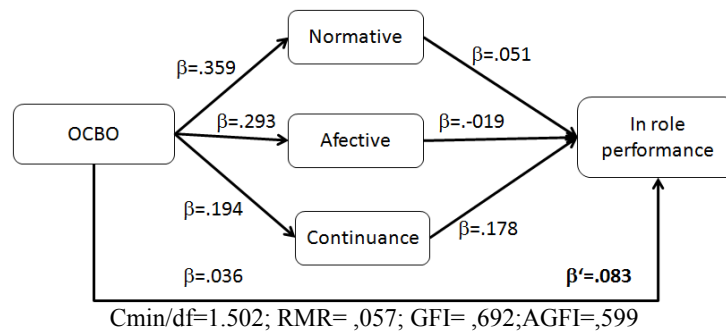 Normative
β=.359
β=.051
OCBO
β=.293
Afective
β=.-019
In role
performance
β=.194
Continuance
β=.178
β=.036
β‘=.083
Cmin/df=1.502; RMR= ,057; GFI= ,692;AGFI=,599